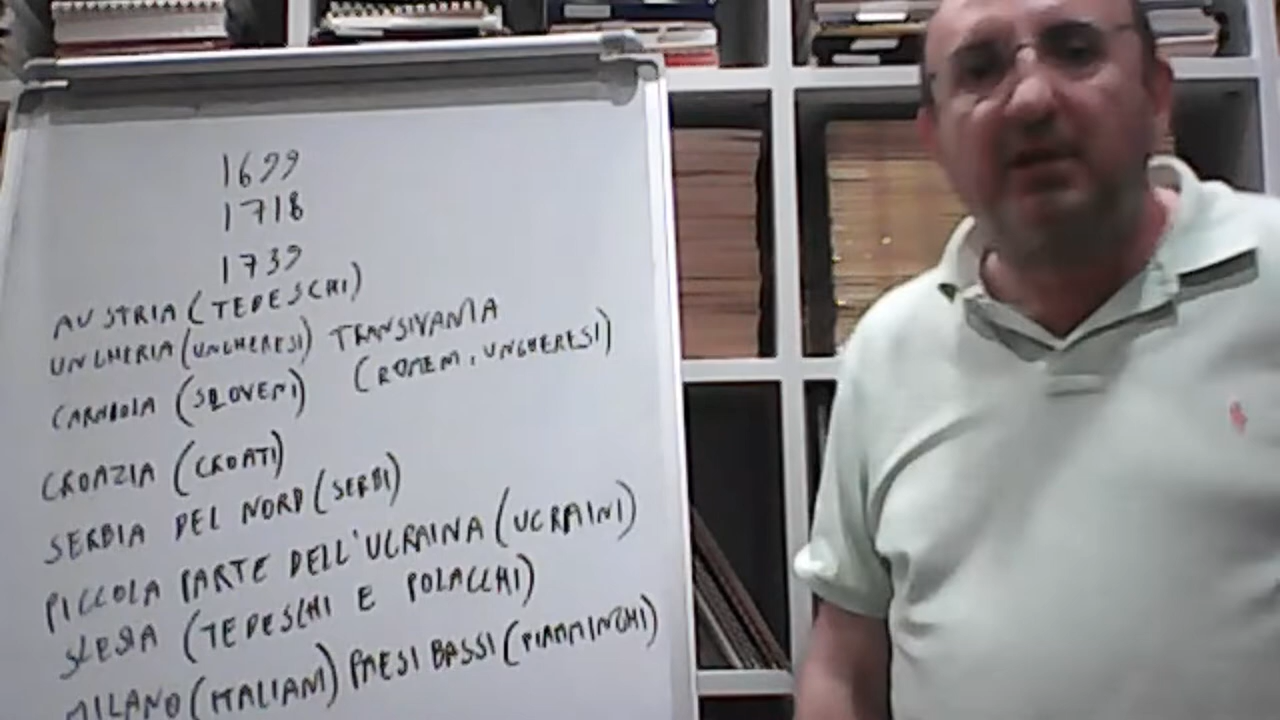 1699
1718
1739
AUSTRIA (TEDESCHI)
UNGHERIA (UNGHERESI) TRANSIVANIA
CARNIOLA (SLOVENI) (ROMENI, UNGHERESI)
CROAZIA (CROATI)
SERBIA DEL NORD (SERBI)
PICCOLA PARTE DELL'UCRAINA (UCRAINI)
SLESIA (TEDESCHI E POLACCHI)
MILANO (ITALIANI) PAESI BASSI (FIAMMINGHI)